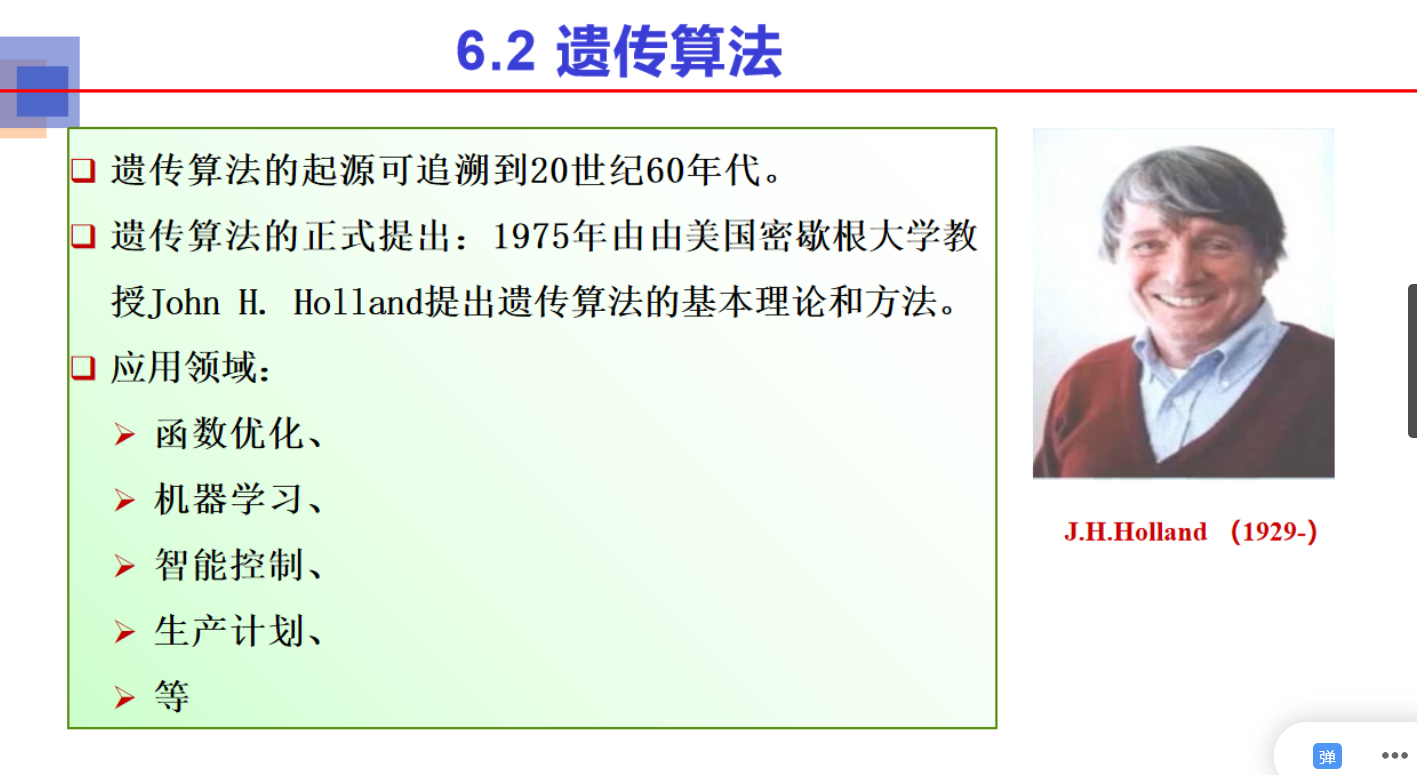 6.2 遗传算法
遗传算法的起源可追溯到20世纪60年代。
遗传算法的正式提出：1975年由由美国密歇根大学教
授John H. Holland提出遗传算法的基本理论和方法。
应用领域：
函数优化、
机器学习、
智能控制、
生产计划、
等
J.H.Holland （1929-）
弹